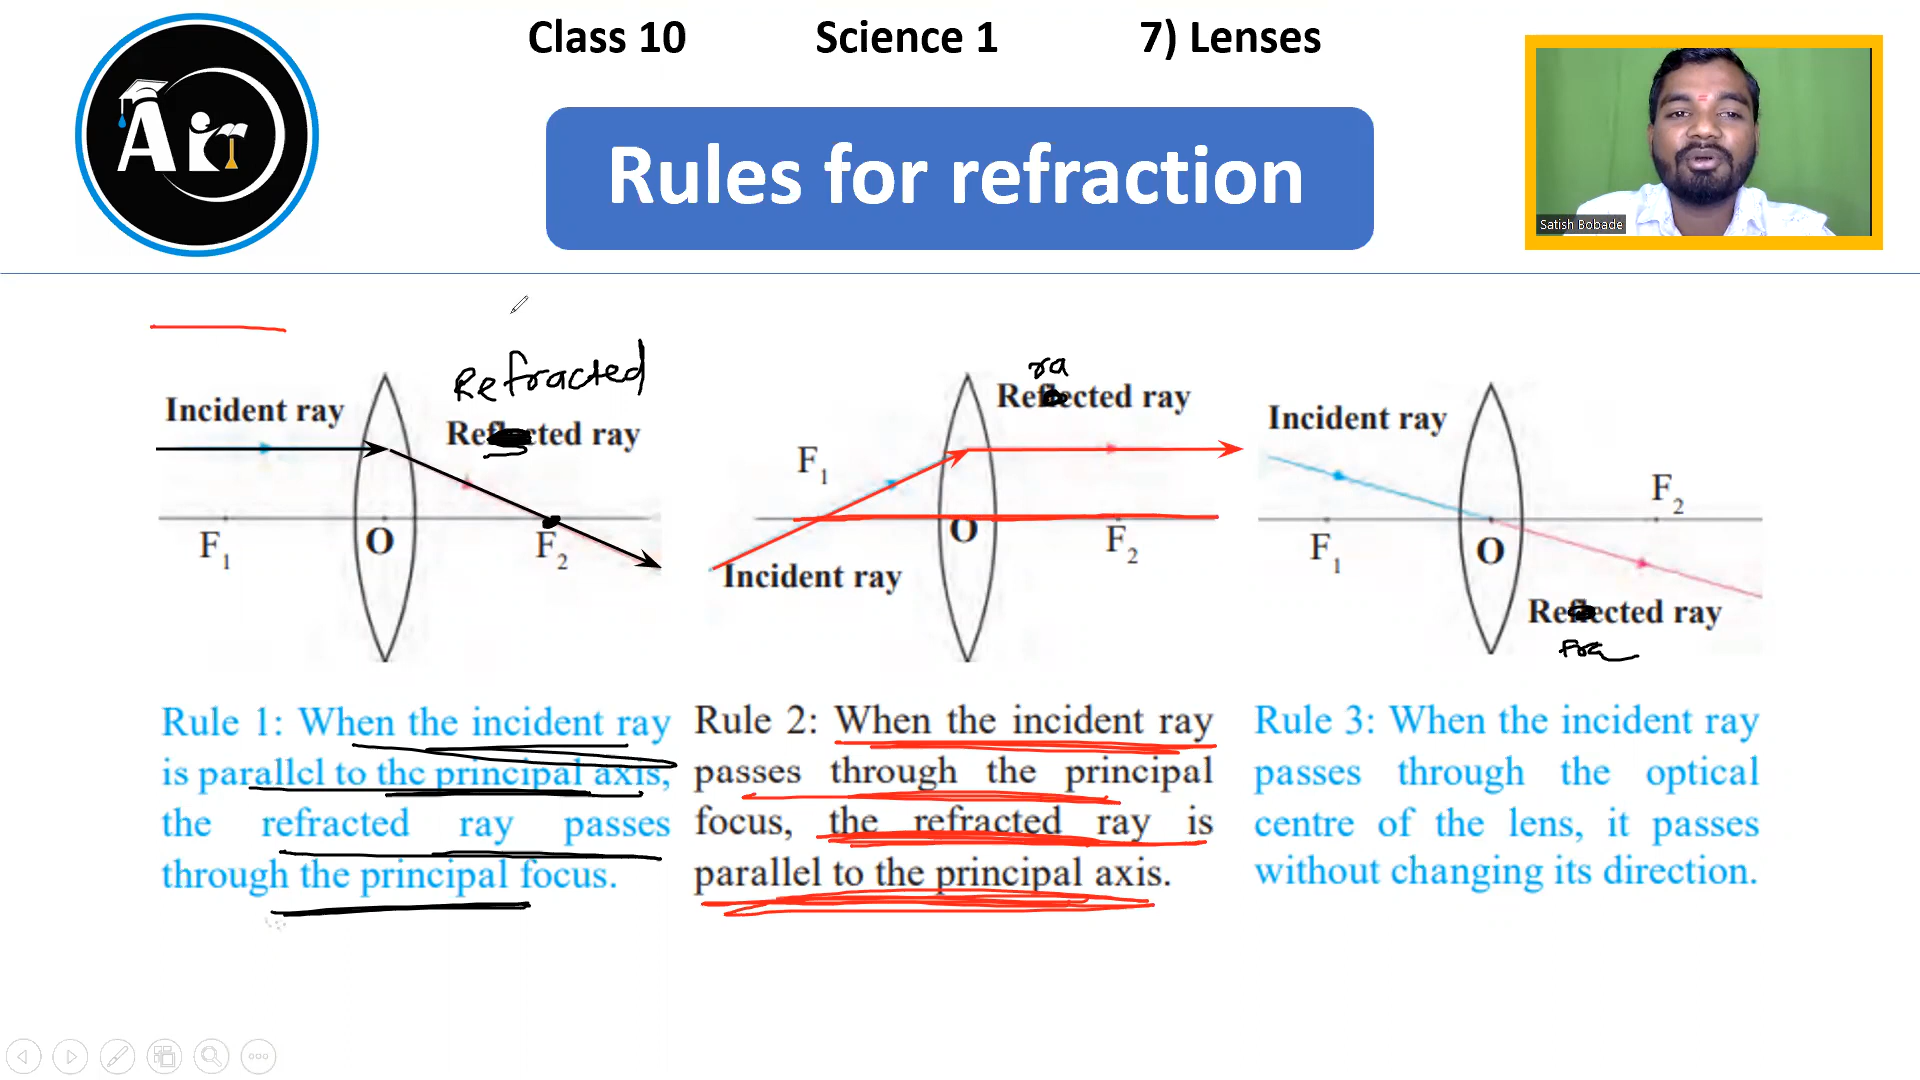 Class 10 Science 1 7) Lenses
Air
Rules for refraction
Satish Bobade
Refracted
Incident ray
ray
F1
O
F2
ra
ray
F1
O
F2
Incident ray
Incident ray
ray
F1
O
F2
Rule 1: When the incident ray
is parallel to the principal axis,
the refracted ray passes
through the principal focus.
Rule 2: When the incident ray
passes through the principal
focus, the refracted ray is
parallel to the principal axis.
Rule 3: When the incident ray
passes through the optical
centre of the lens, it passes
without changing its direction.